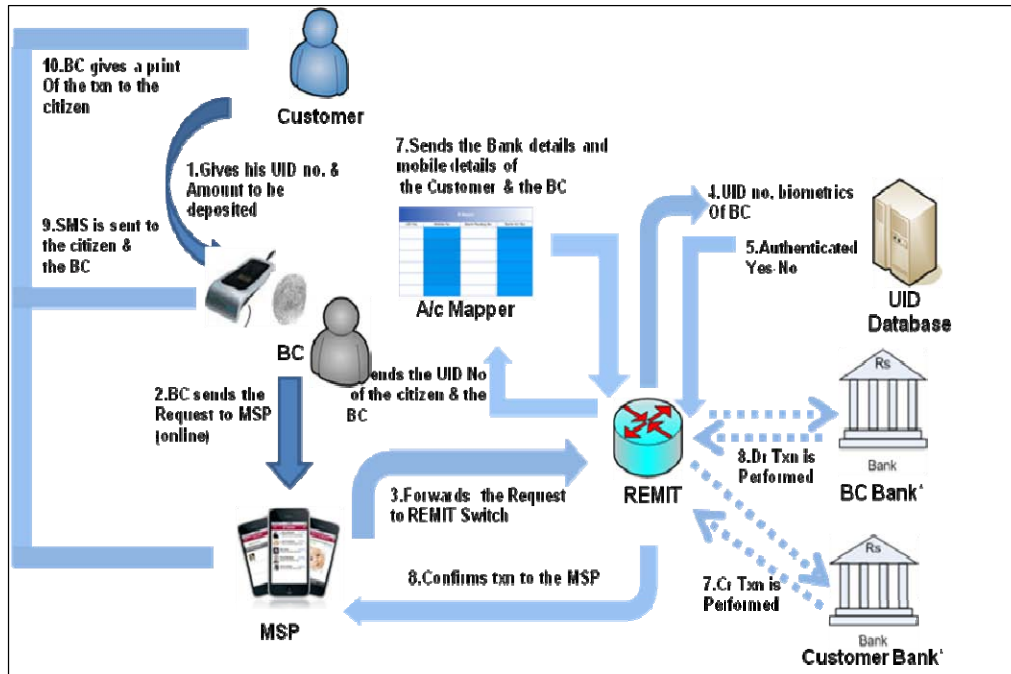 10.BC gives a print
Of the txn to the
citizen
Customer
1.Gives his UID no. &
Amount to be
deposited
7.Sends the Bank details and
mobile details of
the Customer & the BC
4.UID no, biometrics
Of BC
5.Authenticated
Yes-No
9.SMS is sent to
the citizen &
the BC
A/c Mapper
UID
Database
BC
ends the UID No
of the citizen & the
BC
2.BC sends the
Request to MSP
(online)
Rs
Bank
BC Bank*
8.Dr Txn is
Performed
REMIT
3.Forwards the Request
to REMIT Switch
8.Confirms txn to the MSP
MSP
7.Cr Txn is
Performed
Rs
Bank
Customer Bank*